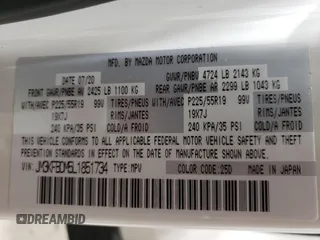 MFD. BY MAZDA MOTOR CORPORATION
DATE 07/20 GVWR/PNBV 4724 LB 2143 KG
FRONT GAWR/PNBE AV 2425 LB 1100 KG REAR GAWR/PNBE AR 2299 LB 1043 KG
WITH/AVEC P225/55R19 99V TIRES/PNEUS WITH/AVEC P225/55R19 99V TIRES/PNEUS
19X7J RIMS/JANTES 19X7J RIMS/JANTES
240 KPA/35 PSI COLD/A FROID 240 KPA/35 PSI COLD/A FROID
THIS VEHICLE CONFORMS TO ALL APPLICABLE FEDERAL MOTOR VEHICLE SAFETY AND
THEFT PREVENTION STANDARDS IN EFFECT ON THE DATE OF MANUFACTURE SHOWN ABOVE.
VIN: COLOR CODE: 25D MADE IN JAPAN
TYPE: MPV